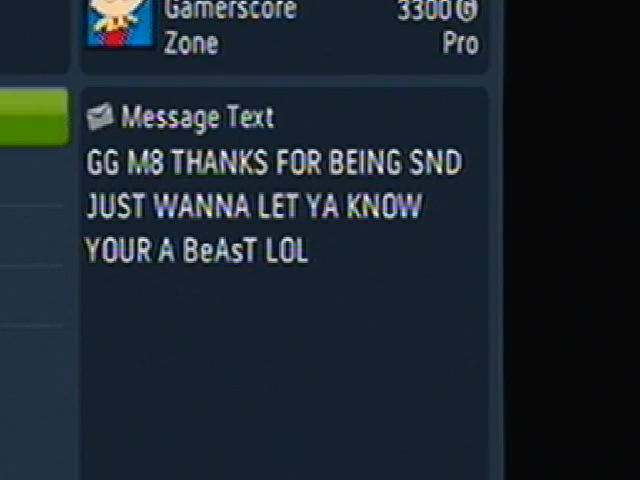 Gamerscore 3300 G
Zone Pro
Message Text
GG M8 THANKS FOR BEING SND
JUST WANNA LET YA KNOW
YOUR A BeAsT LOL